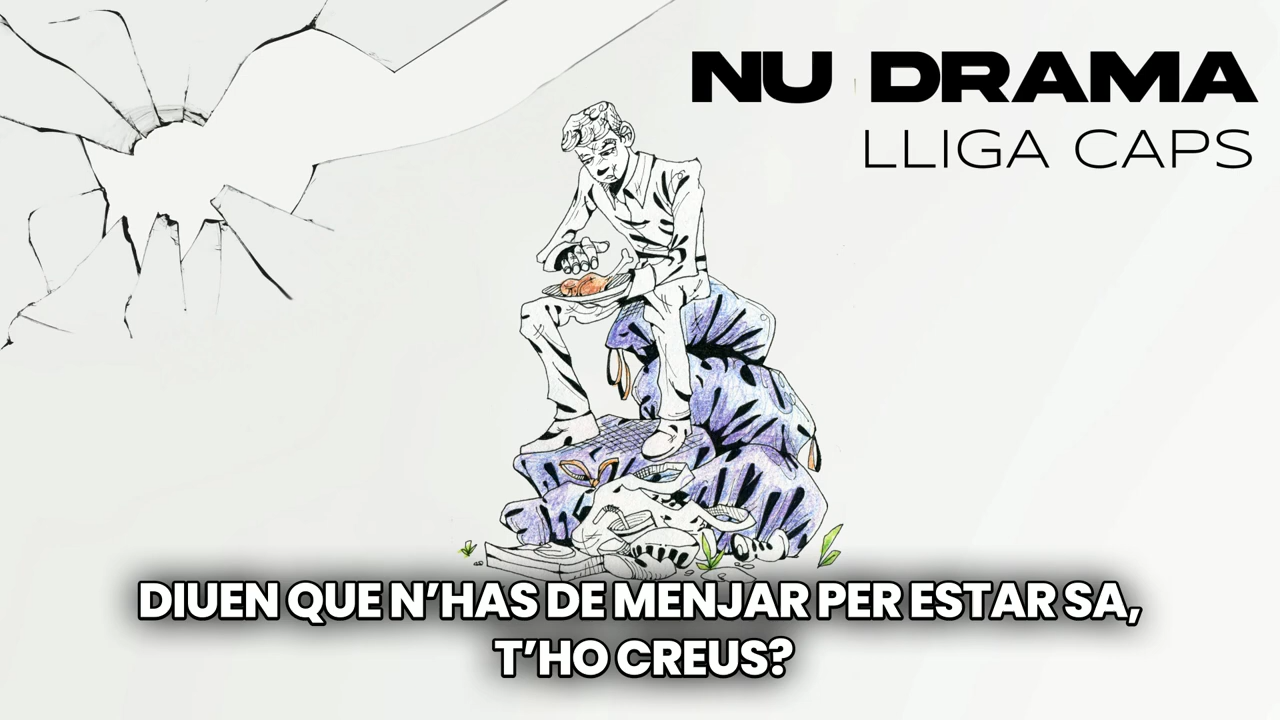 NU DRAMA
LLIGA CAPS
DIUEN QUE N’HAS DE MENJAR PER ESTAR SA,
T’HO CREUS?